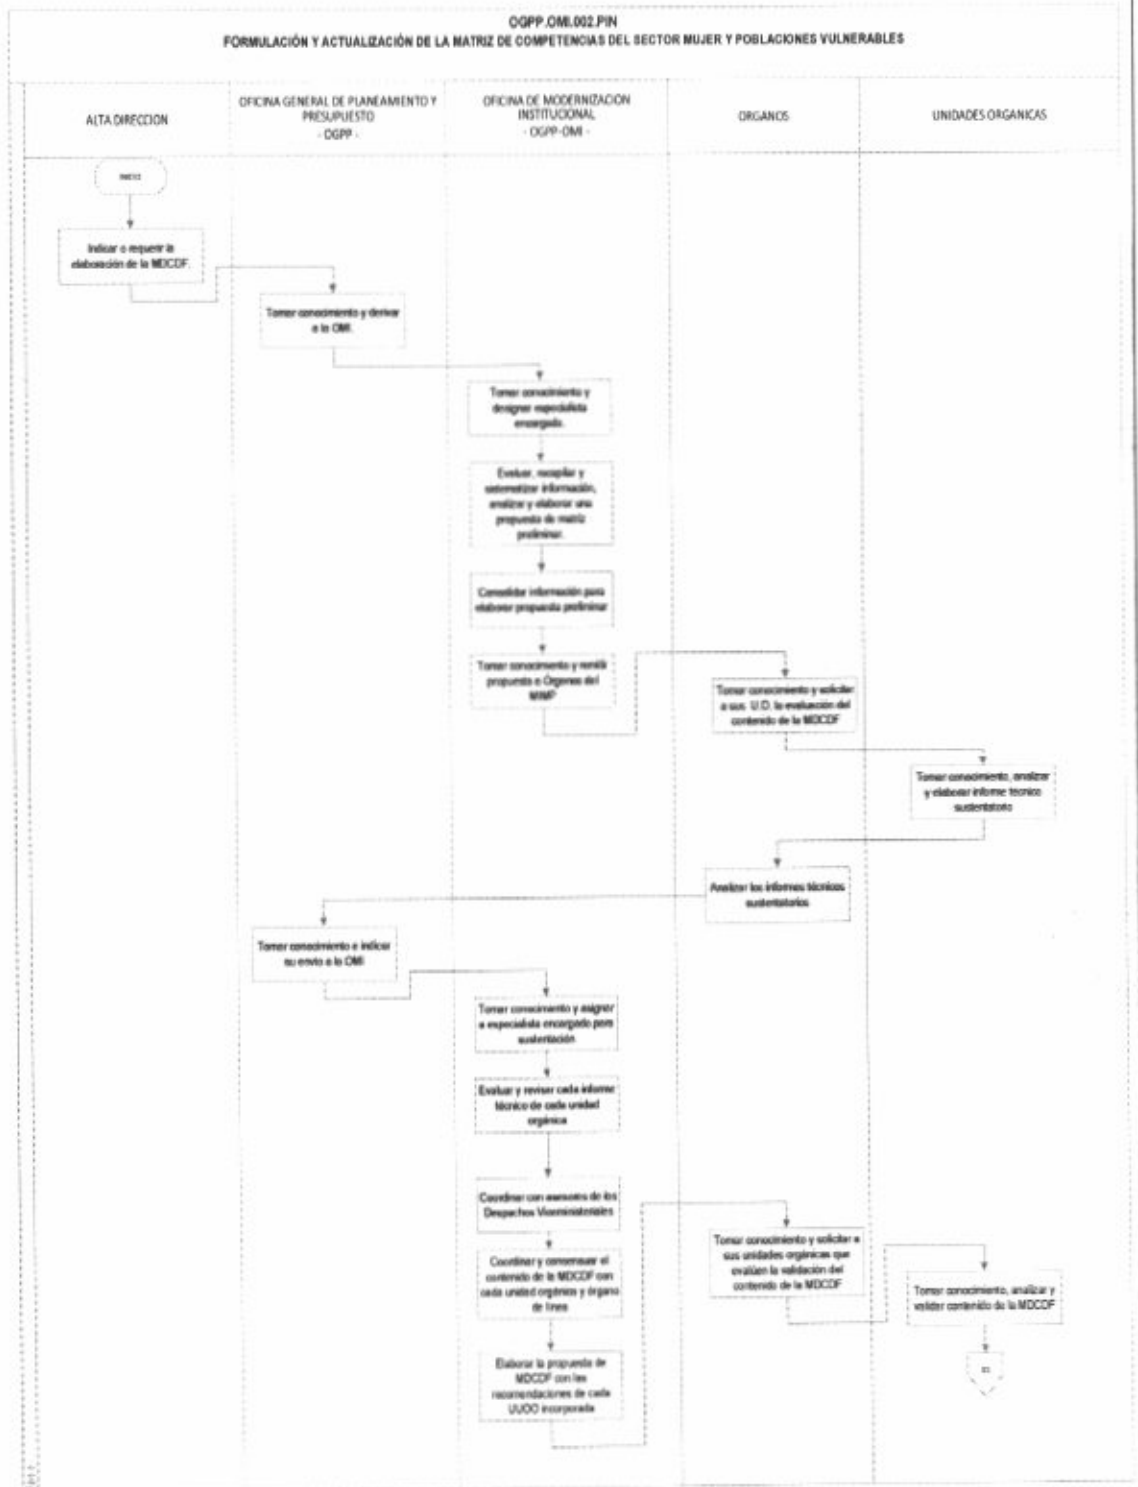 OGPP.OMI.002.PIN
FORMULACIÓN Y ACTUALIZACIÓN DE LA MATRIZ DE COMPETENCIAS DEL SECTOR MUJER Y POBLACIONES VULNERABLES
ALTA DIRECCION
OFICINA GENERAL DE PLANEAMIENTO Y
PRESUPUESTO
- OGPP -
OFICINA DE MODERNIZACION
INSTITUCIONAL
- OGPP-OMI -
ORGANOS
UNIDADES ORGANICAS
INICIO
Indicar o requerir la
elaboración de la MDCDF.
Tomar conocimiento y derivar
a la OMI.
Tomar conocimiento y
designar especialista
encargado.
Evaluar, recopilar y
sistematizar información,
analizar y elaborar una
propuesta de matriz
preliminar.
Consolidar información para
elaborar propuesta preliminar
Tomar conocimiento y remitir
propuesta a Órganos del
MIMP
Tomar conocimiento y solicitar
a sus U.O. la evaluación del
contenido de la MDCDF
Tomar conocimiento, analizar
y elaborar informe técnico
sustentatorio
Analizar los informes técnicos
sustentatorios
Tomar conocimiento e indicar
su envío a la OMI
Tomar conocimiento y asignar
a especialista encargado para
sustentación
Evaluar y revisar cada informe
técnico de cada unidad
orgánica
Coordinar con asesores de los
Despachos Viceministeriales
Coordinar y consensuar el
contenido de la MDCDF con
cada unidad orgánica y órgano
de línea
Elaborar la propuesta de
MDCDF con las
recomendaciones de cada
UUOO incorporada
Tomar conocimiento y solicitar a
sus unidades orgánicas que
evalúen la validación del
contenido de la MDCDF
Tomar conocimiento, analizar y
validar contenido de la MDCDF